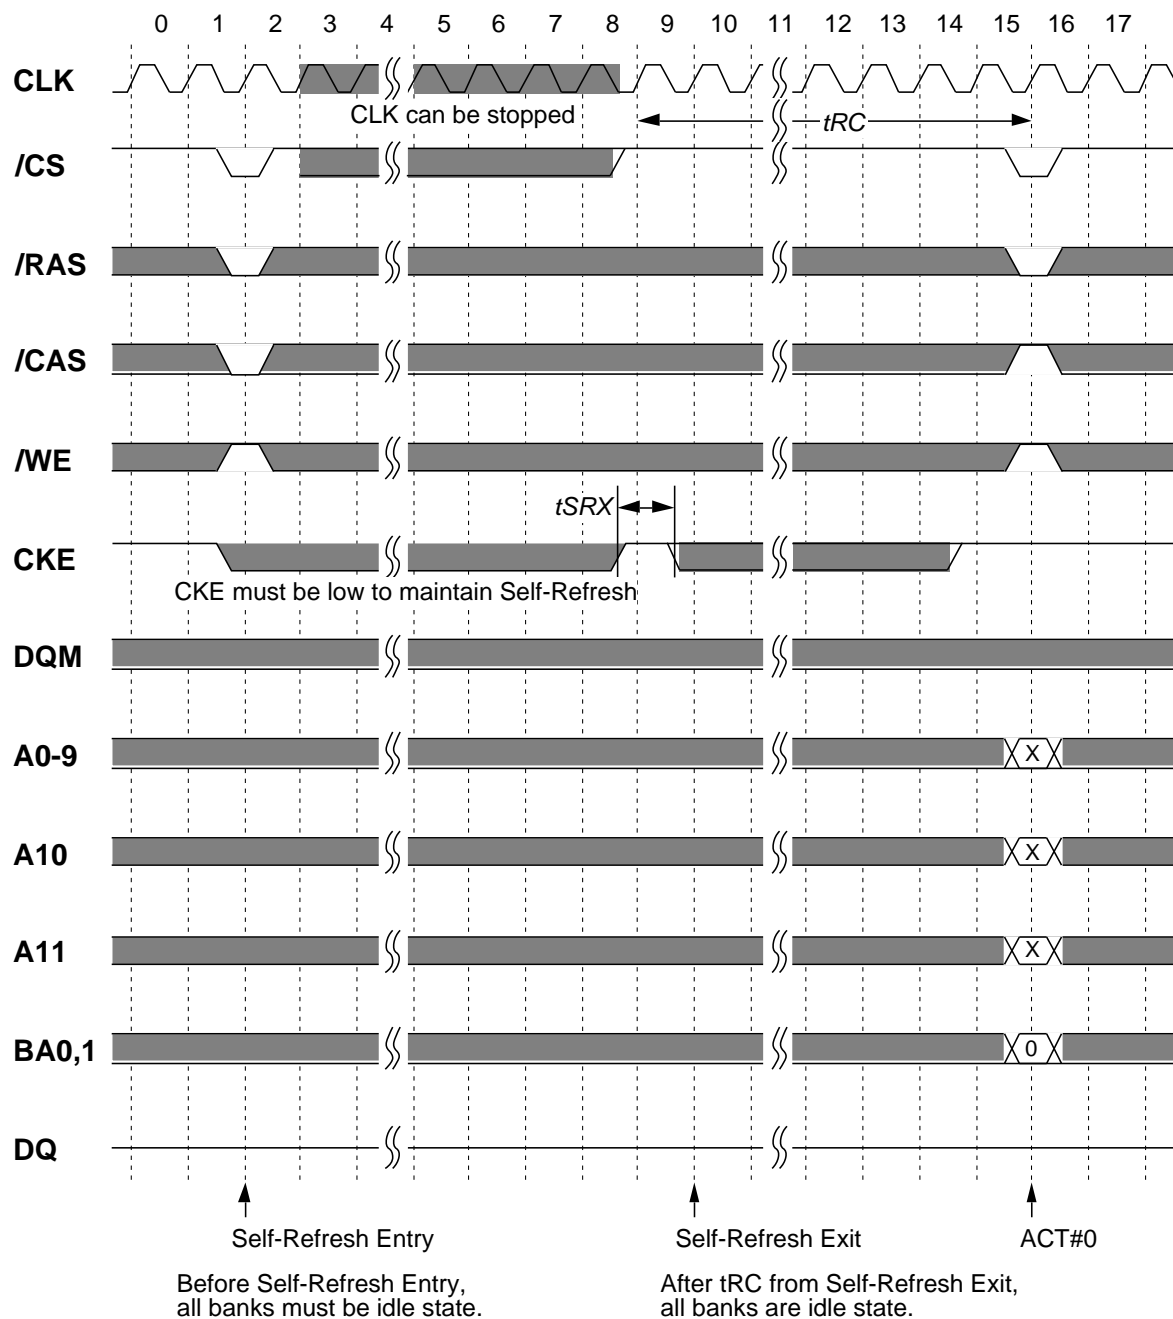 0 1 2 3 4 5 6 7 8 9 10 11 12 13 14 15 16 17
CLK
CLK can be stopped
tRC
/CS
/RAS
/CAS
/WE
tSRX
CKE
CKE must be low to maintain Self-Refresh
DQM
A0-9 X
A10 X
A11 X
BA0,1 0
DQ
Self-Refresh Entry Self-Refresh Exit ACT#0
Before Self-Refresh Entry,
all banks must be idle state.
After tRC from Self-Refresh Exit,
all banks are idle state.